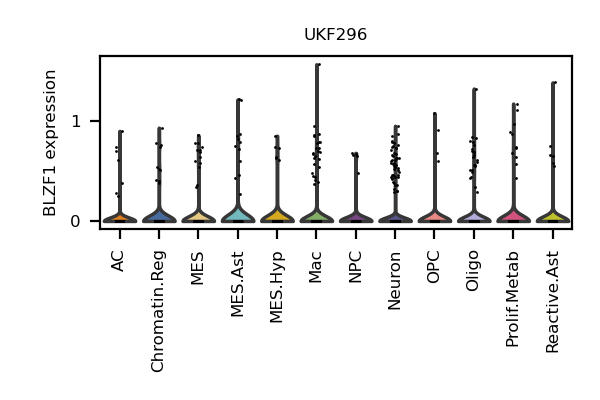 UKF296
BLZF1 expression
1
0
AC
Chromatin.Reg
MES
MES.Ast
MES.Hyp
Mac
NPC
Neuron
OPC
Oligo
Prolif.Metab
Reactive.Ast